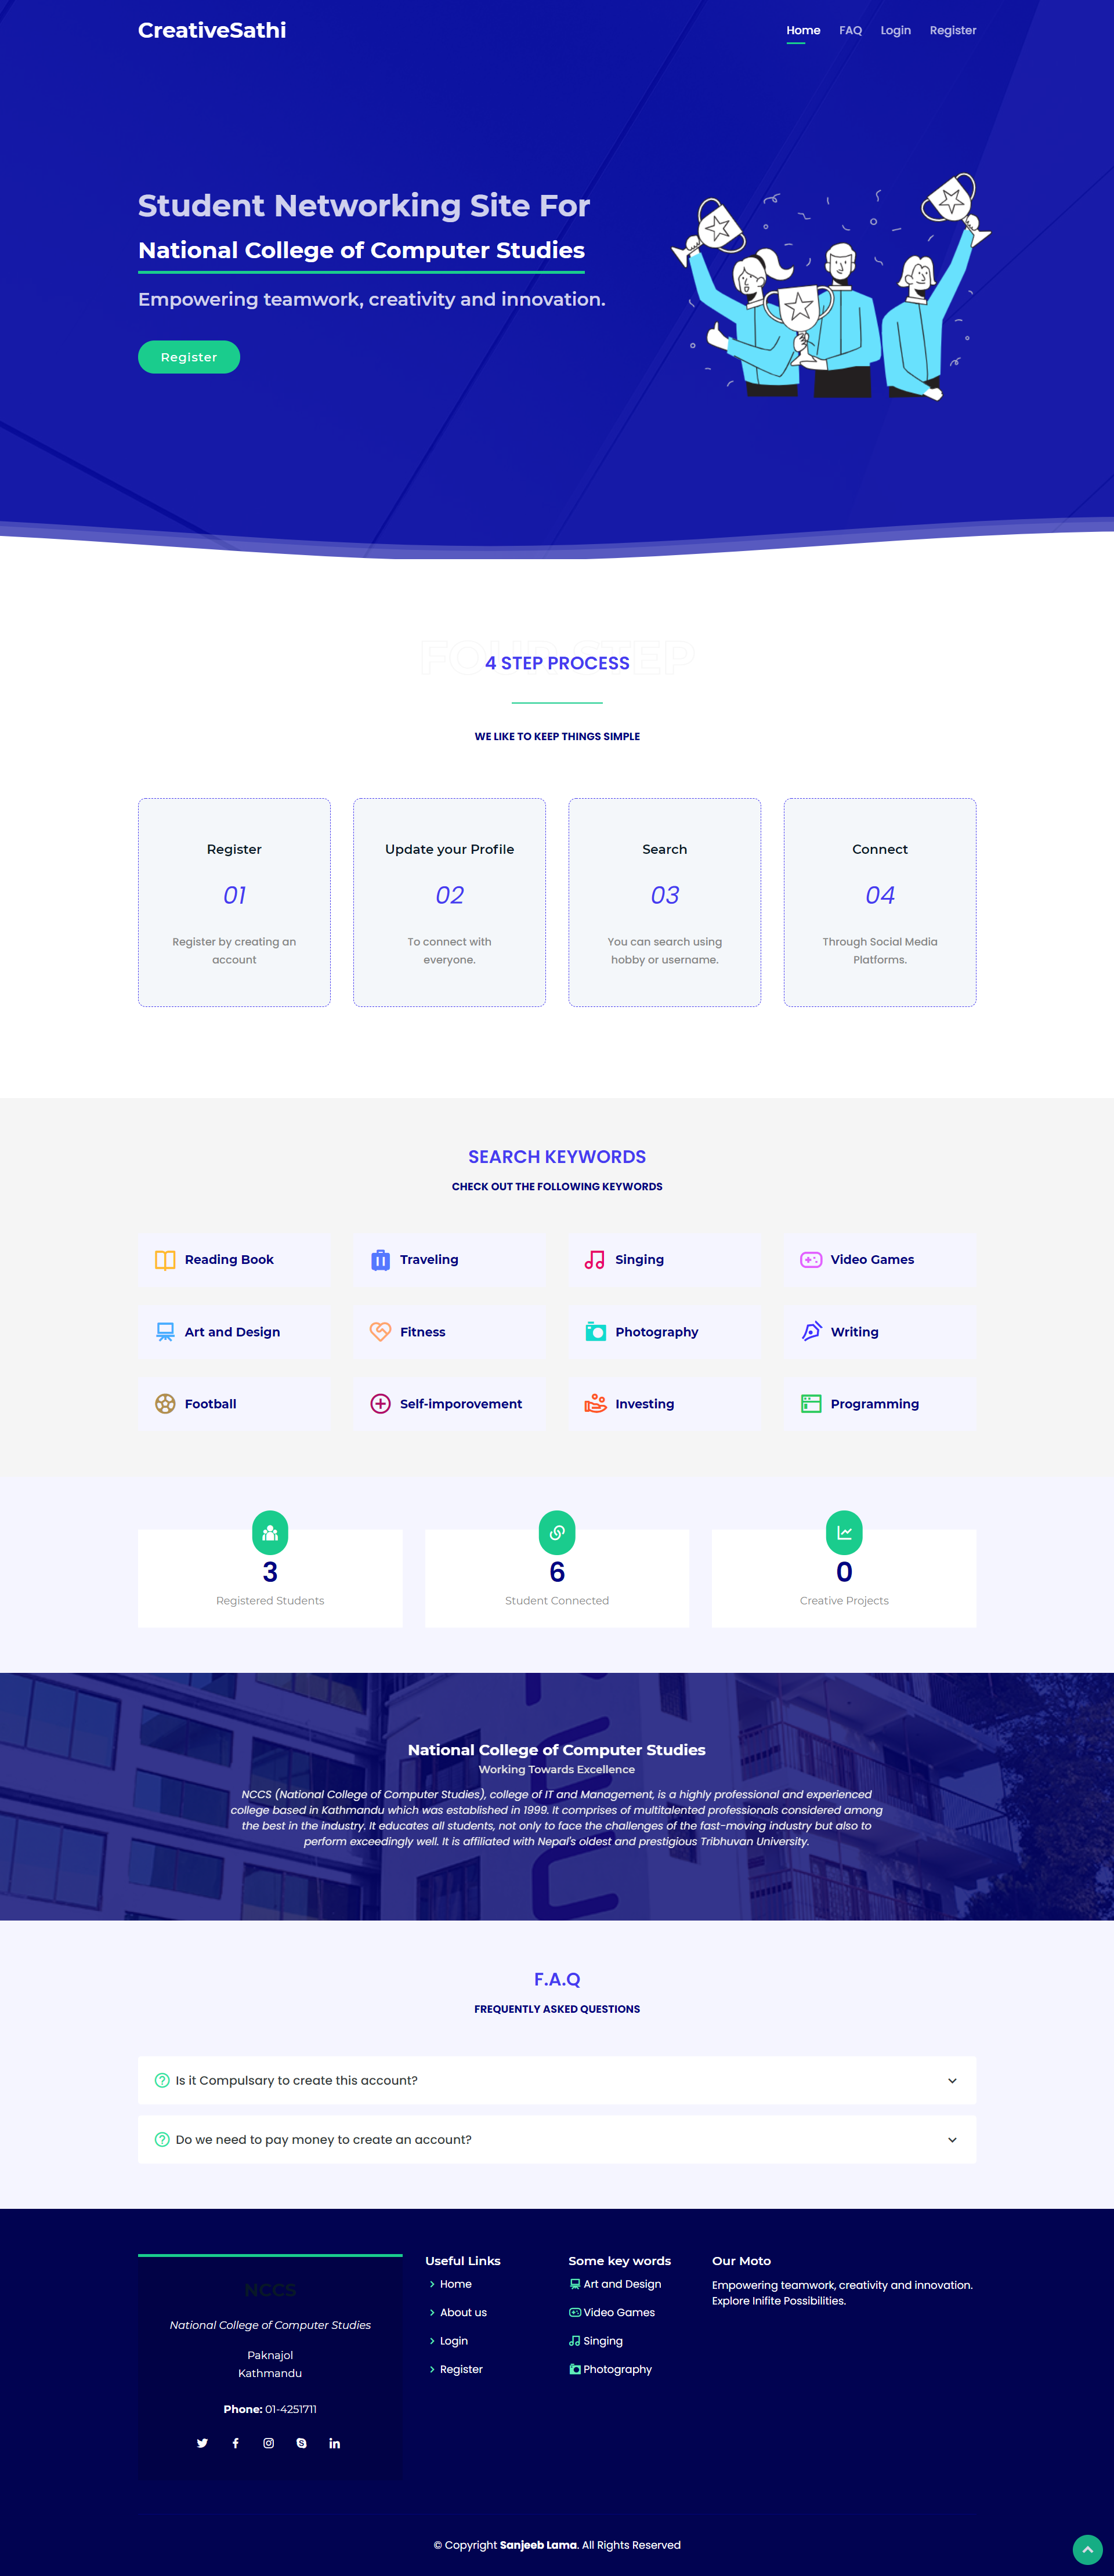 CreativeSathi
Home
FAQ
Login
Register
Student Networking Site For
National College of Computer Studies
Empowering teamwork, creativity and innovation.
Register
FOUR STEP
4 STEP PROCESS
WE LIKE TO KEEP THINGS SIMPLE
Register
01
Register by creating an
account
Update your Profile
02
To connect with
everyone.
Search
03
You can search using
hobby or username.
Connect
04
Through Social Media
Platforms.
SEARCH KEYWORDS
CHECK OUT THE FOLLOWING KEYWORDS
Reading Book
Traveling
Singing
Video Games
Art and Design
Fitness
Photography
Writing
Football
Self-imporovement
Investing
Programming
3
Registered Students
6
Student Connected
0
Creative Projects
National College of Computer Studies
Working Towards Excellence
NCCS (National College of Computer Studies), college of IT and Management, is a highly professional and experienced
college based in Kathmandu which was established in 1999. It comprises of multitalented professionals considered among
the best in the industry. It educates all students, not only to face the challenges of the fast-moving industry but also to
perform exceedingly well. It is affiliated with Nepal's oldest and prestigious Tribhuvan University.
F.A.Q
FREQUENTLY ASKED QUESTIONS
Is it Compulsary to create this account?
Do we need to pay money to create an account?
NCCS
National College of Computer Studies
Paknajol
Kathmandu
Phone: 01-4251711
Useful Links
Home
About us
Login
Register
Some key words
Art and Design
Video Games
Singing
Photography
Our Moto
Empowering teamwork, creativity and innovation.
Explore Inifite Possibilities.
© Copyright Sanjeeb Lama. All Rights Reserved